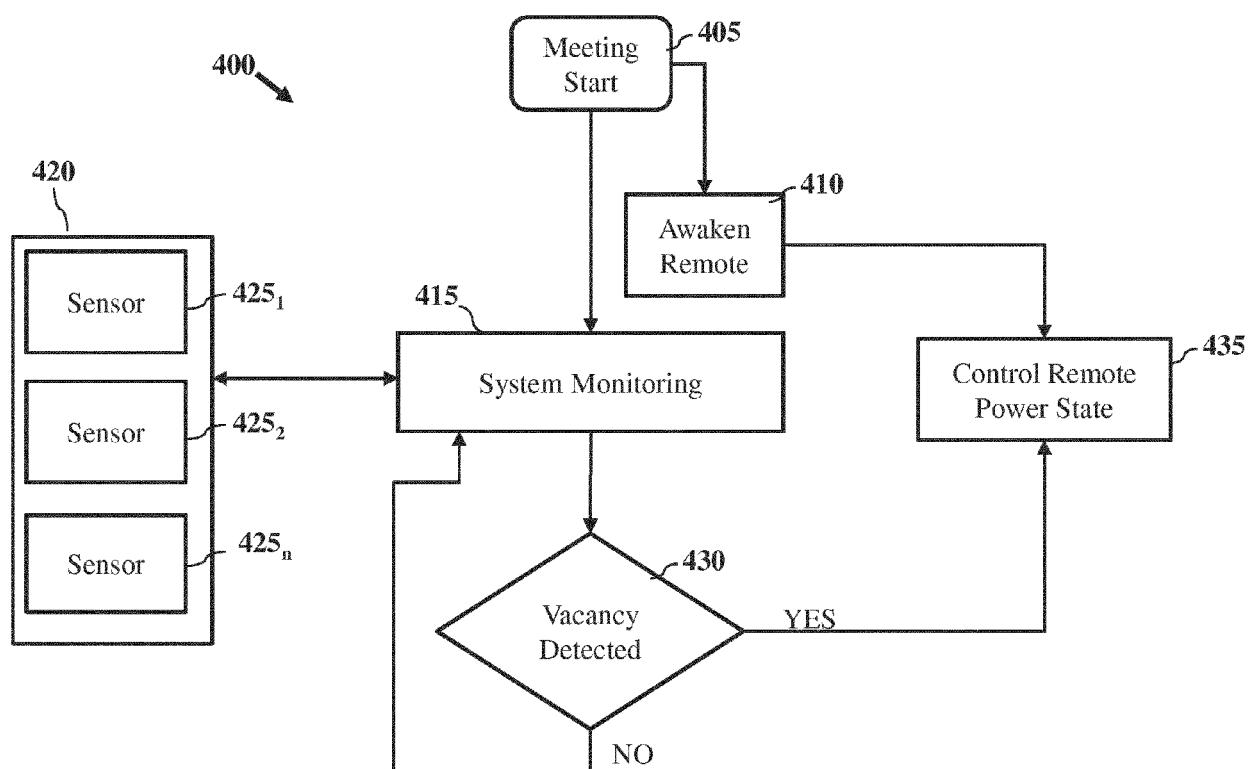 Meeting
Start
405
400
420
410
Awaken
Remote
Sensor
425₁
415
System Monitoring
435
Control Remote
Power State
Sensor
425₂
Sensor
425ₙ
430
Vacancy
Detected
YES
NO